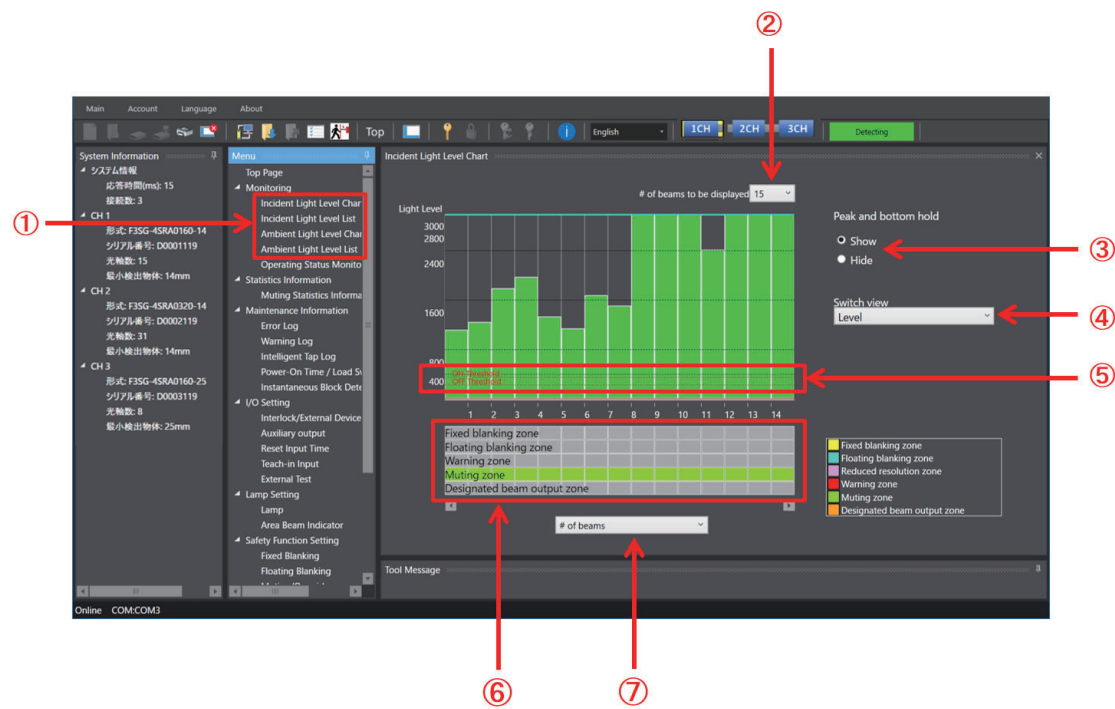 ②
Main Account Language About
Top English 1CH 2CH 3CH Detecting
System Information
システム情報
応答時間(ms): 15
接続数: 3
CH 1
形式: F3SG-4SRA0160-14
シリアル番号: D0001119
光軸数: 15
最小検出物体: 14mm
CH 2
形式: F3SG-4SRA0320-14
シリアル番号: D0002119
光軸数: 31
最小検出物体: 14mm
CH 3
形式: F3SG-4SRA0160-25
シリアル番号: D0003119
光軸数: 8
最小検出物体: 25mm
①
Menu
Top Page
Monitoring
Incident Light Level Char
Incident Light Level List
Ambient Light Level Char
Ambient Light Level List
Operating Status Monito
Statistics Information
Muting Statistics Informa
Maintenance Information
Error Log
Warning Log
Intelligent Tap Log
Power-On Time / Load Su
Instantaneous Block Dete
I/O Setting
Interlock/External Device
Auxiliary output
Reset Input Time
Teach-in Input
External Test
Lamp Setting
Lamp
Area Beam Indicator
Safety Function Setting
Fixed Blanking
Floating Blanking
Incident Light Level Chart
# of beams to be displayed 15
Light Level
3000
2800
2400
1600
800
400
OFF Threshold
OFF Threshold
1 2 3 4 5 6 7 8 9 10 11 12 13 14
Fixed blanking zone
Floating blanking zone
Warning zone
Muting zone
Designated beam output zone
# of beams
Peak and bottom hold
Show
Hide
③
Switch view
Level
④
⑤
Fixed blanking zone
Floating blanking zone
Reduced resolution zone
Warning zone
Muting zone
Designated beam output zone
Tool Message
Online COM:COM3
⑥ ⑦